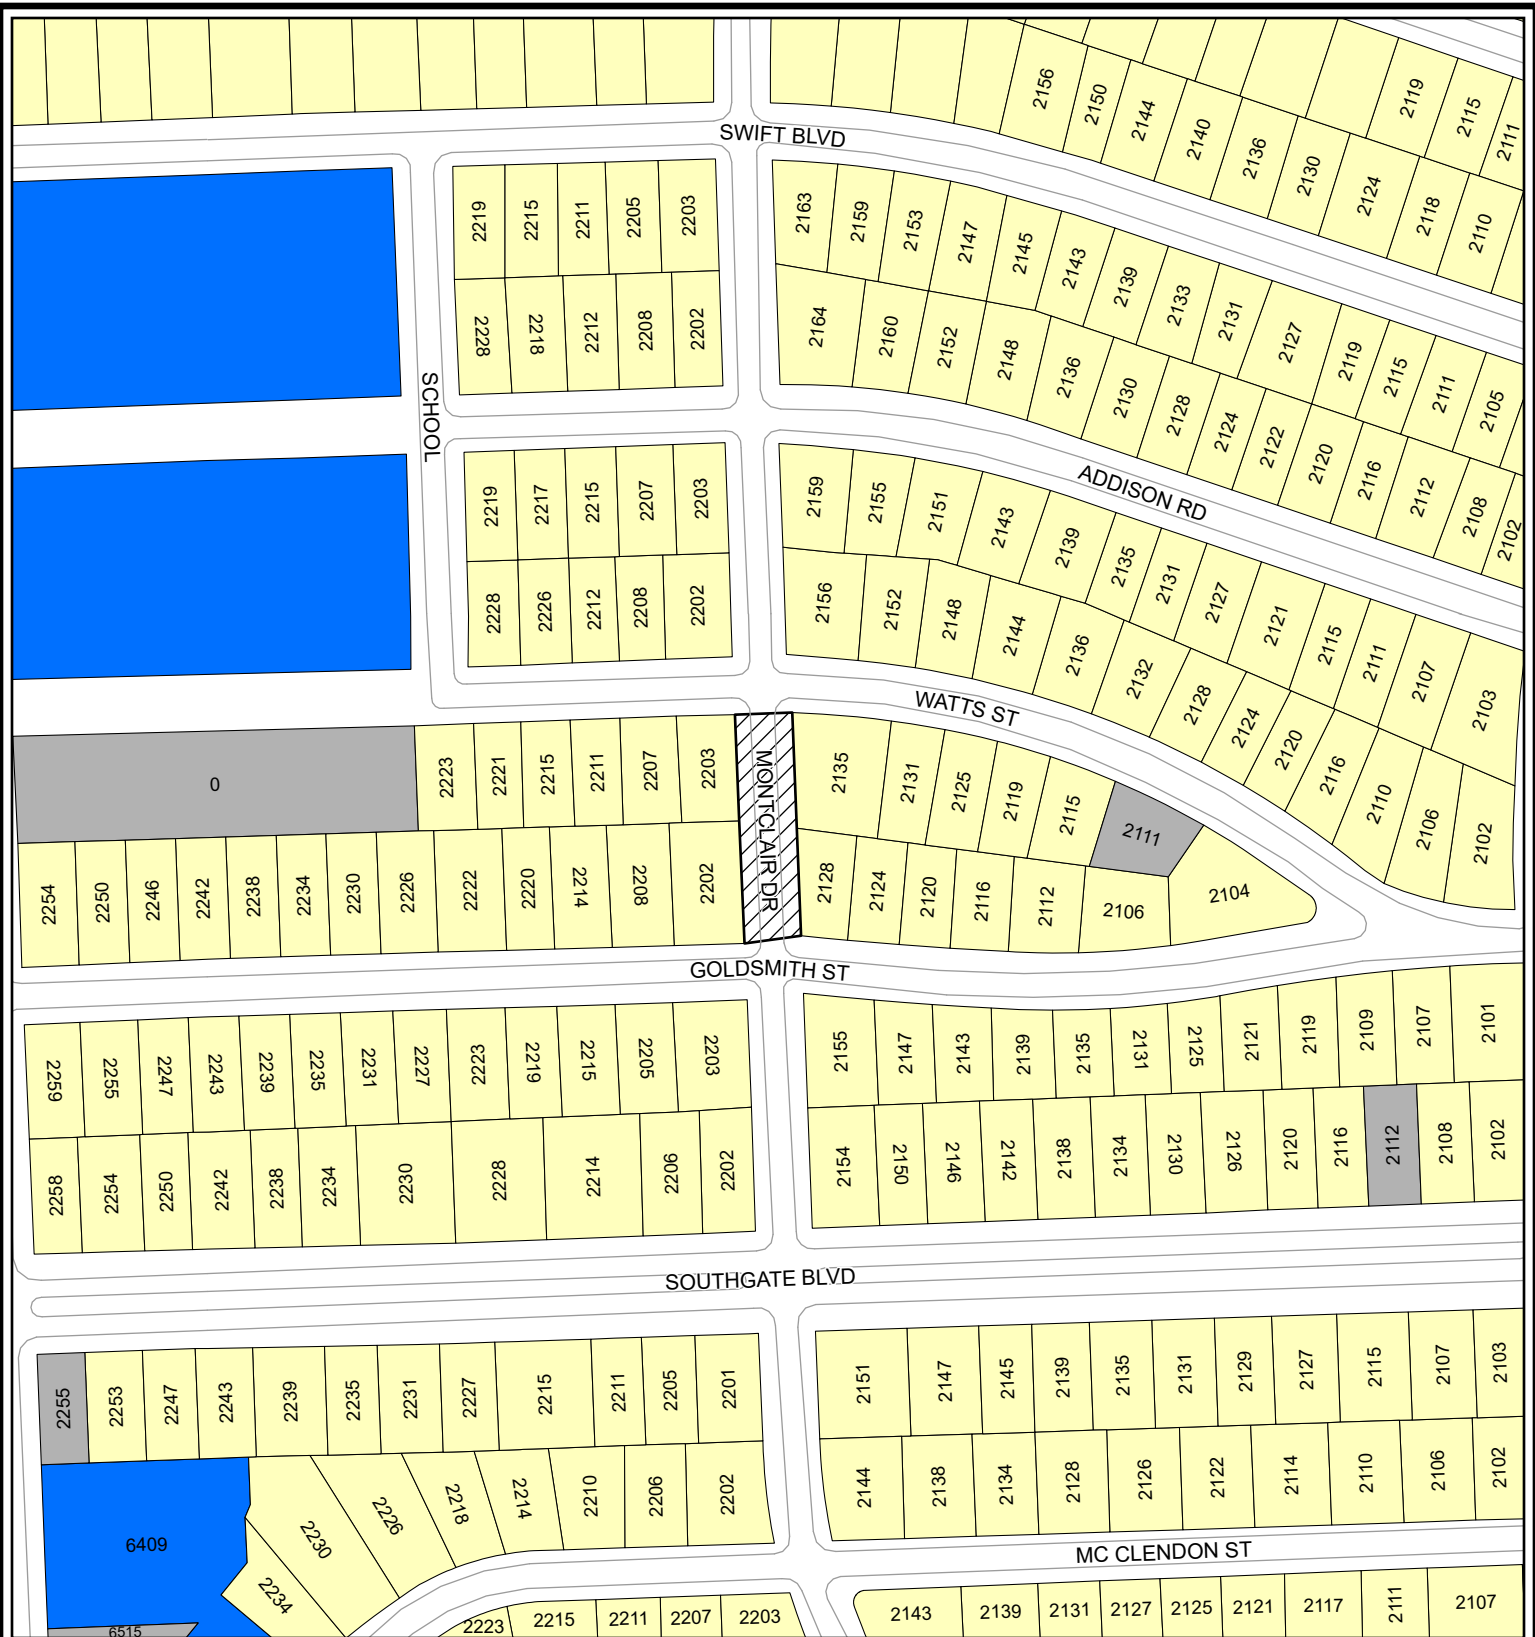 2156 2150 2144 2140 2136 2130 2124 2118 2110
2119 2115 2111
SWIFT BLVD
2219 2215 2211 2205 2203
2163 2159 2153 2147 2145 2143 2139 2133 2131 2127 2119 2115 2111 2105
2228 2218 2122 2208 2202
2164 2160 2152 2148 2136 2130 2128 2124 2122 2120 2116 2112 2108 2102
SCHOOL
ADDISON RD
2219 2217 2215 2207 2203
2159 2155 2151 2143 2139 2135 2131 2127 2121 2115 2111 2107 2103
2228 2226 2212 2208 2202
2156 2152 2148 2144 2136 2132 2128 2124 2120 2116 2110 2106 2102
WATTS ST
0 2223 2221 2215 2211 2207 2203
MONTCLAIR DR
2135 2131 2125 2119 2115 2111
2254 2250 2246 2242 2238 2234 2230 2226 2222 2220 2214 2208 2202
2128 2124 2120 2116 2112 2106 2104
GOLDSMITH ST
2259 2255 2247 2243 2239 2235 2231 2227 2223 2219 2215 2205 2203
2155 2147 2143 2139 2135 2131 2125 2121 2119 2109 2107 2101
2258 2254 2250 2242 2238 2234 2230 2228 2214 2206 2202
2154 2150 2146 2142 2138 2134 2130 2126 2120 2116 2112 2108 2102
SOUTHGATE BLVD
2255 2253 2247 2243 2239 2235 2231 2227 2215 2211 2205 2201
2151 2147 2145 2139 2135 2131 2129 2127 2115 2107 2103
6409 2234 2230 2226 2218 2214 2210 2206 2202
2144 2138 2134 2128 2126 2122 2114 2110 2106 2102
MC CLENDON ST
6515 2223 2215 2211 2207 2203
2143 2139 2131 2127 2125 2121 2117 2111 2107